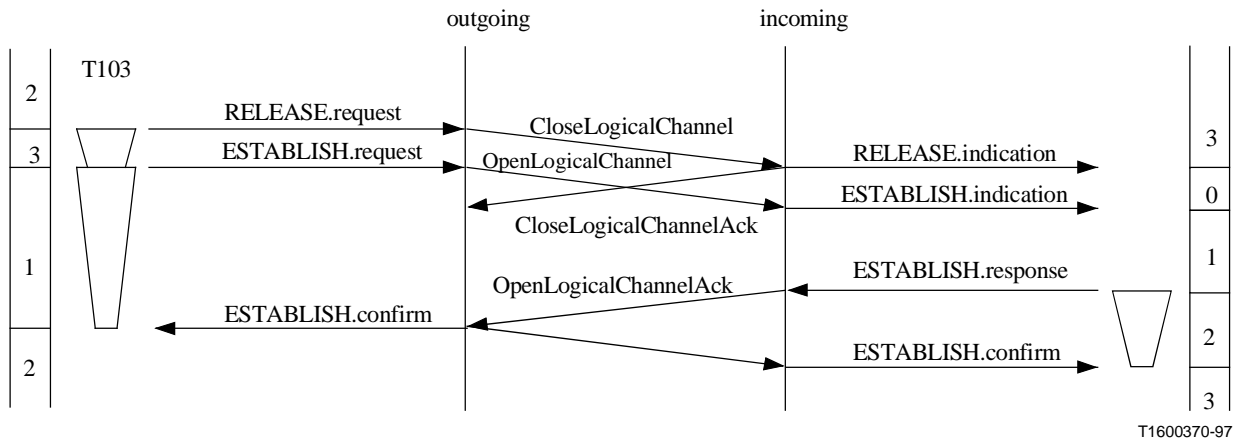 outgoing
incoming
T103
2
RELEASE.request
CloseLogicalChannel
3
3
ESTABLISH.request
OpenLogicalChannel
RELEASE.indication
ESTABLISH.indication
0
CloseLogicalChannelAck
1
1
OpenLogicalChannelAck
ESTABLISH.response
ESTABLISH.confirm
2
2
ESTABLISH.confirm
3
T1600370-97